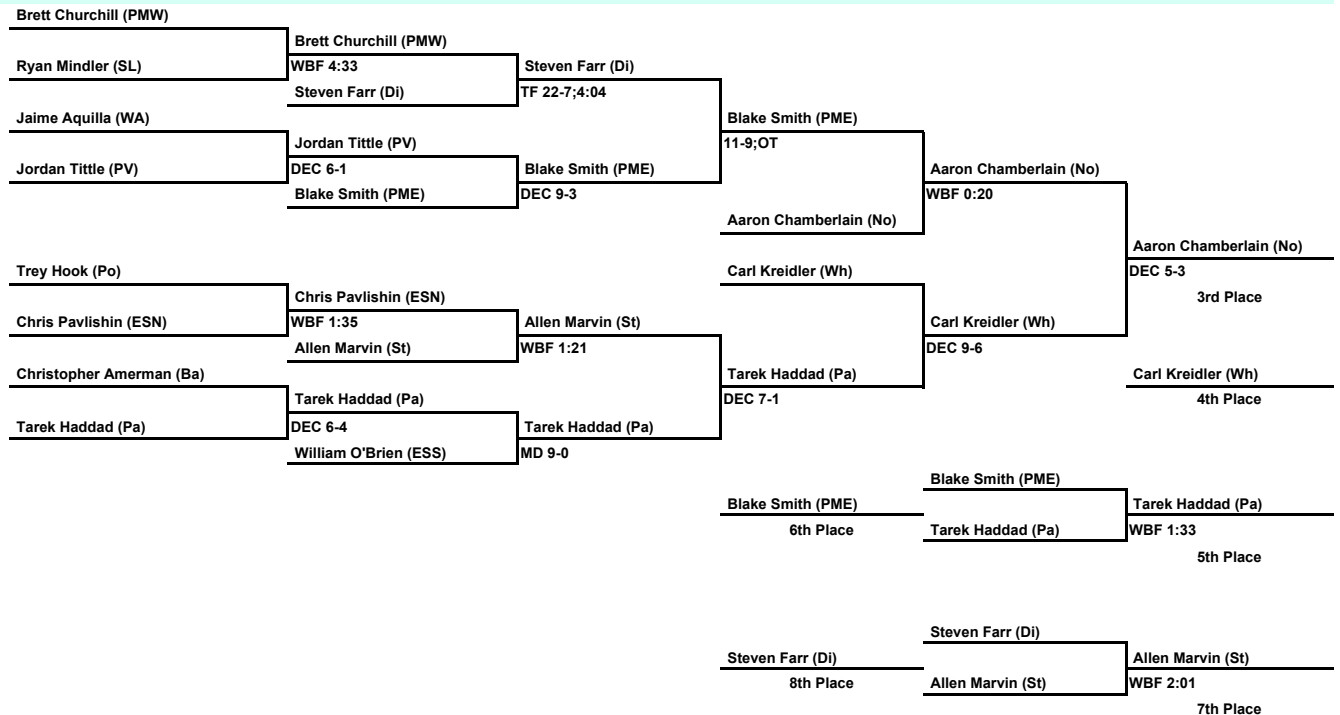 Brett Churchill (PMW)
Brett Churchill (PMW)
Ryan Mindler (SL)
WBF 4:33
Steven Farr (Di)
Steven Farr (Di)
TF 22-7;4:04
Jaime Aquilla (WA)
Blake Smith (PME)
Jordan Tittle (PV)
11-9;OT
Jordan Tittle (PV)
DEC 6-1
Blake Smith (PME)
Aaron Chamberlain (No)
Blake Smith (PME)
DEC 9-3
WBF 0:20
Aaron Chamberlain (No)
Aaron Chamberlain (No)
Trey Hook (Po)
Carl Kreidler (Wh)
DEC 5-3
Chris Pavlishin (ESN)
3rd Place
Chris Pavlishin (ESN)
WBF 1:35
Allen Marvin (St)
Carl Kreidler (Wh)
Allen Marvin (St)
WBF 1:21
DEC 9-6
Christopher Amerman (Ba)
Tarek Haddad (Pa)
Carl Kreidler (Wh)
Tarek Haddad (Pa)
DEC 7-1
4th Place
Tarek Haddad (Pa)
DEC 6-4
Tarek Haddad (Pa)
William O'Brien (ESS)
MD 9-0
Blake Smith (PME)
Blake Smith (PME)
Tarek Haddad (Pa)
6th Place
Tarek Haddad (Pa)
WBF 1:33
5th Place
Steven Farr (Di)
Steven Farr (Di)
Allen Marvin (St)
8th Place
Allen Marvin (St)
WBF 2:01
7th Place